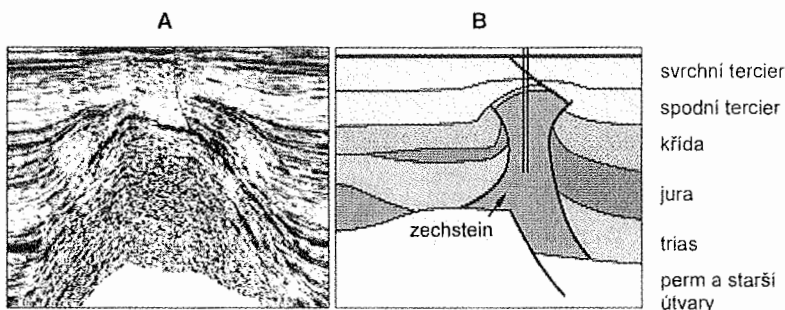 A
B
svrchní tercier
spodní tercier
křída
jura
zechstein
trias
perm a starší
útvary